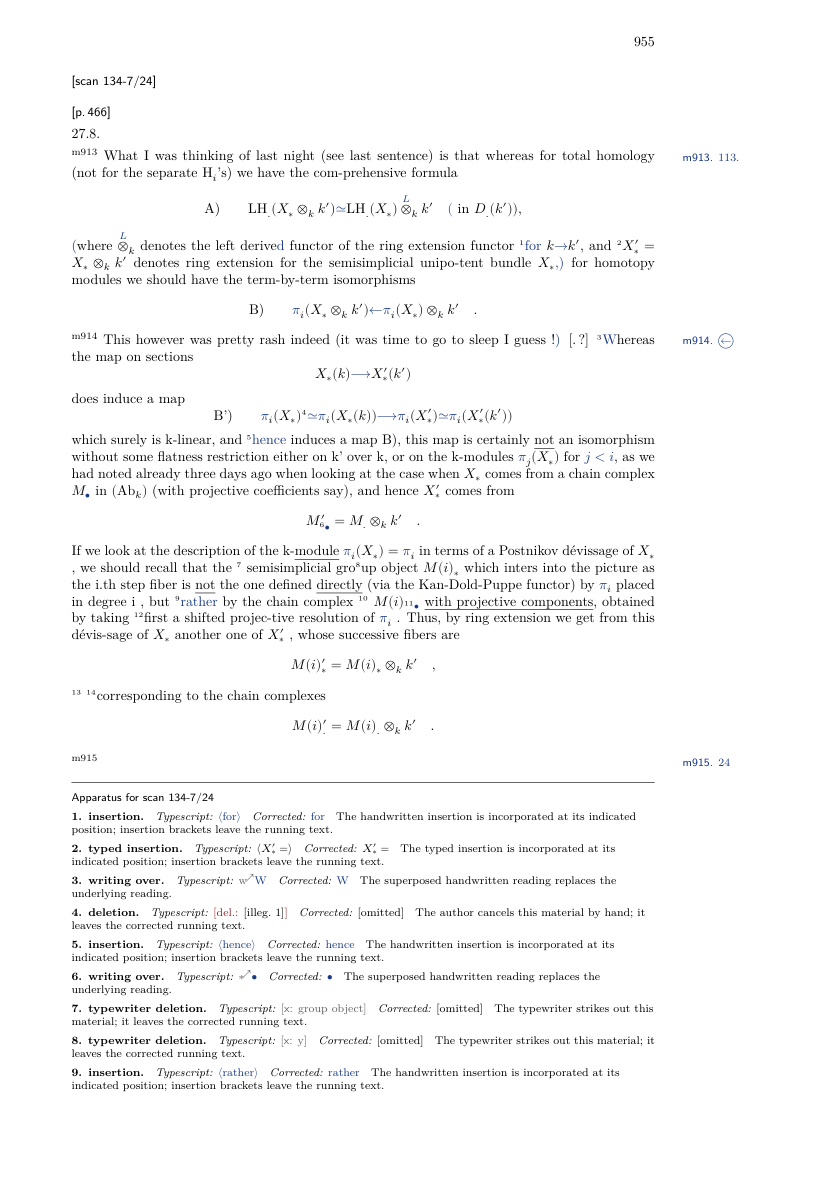 955
[scan 134-7/24]
[p. 466]
27.8.
m913 What I was thinking of last night (see last sentence) is that whereas for total homology m913. 113.
(not for the separate Hᵢ's) we have the com-prehensive formula
A) LH.(X∗ ⊗ₖ k′)≃LH.(X∗) ⊗ᴸₖ k′ ( in D.(k′)),
(where ⊗ᴸₖ denotes the left derived functor of the ring extension functor ¹for k→k′, and ²X′∗ =
X∗ ⊗ₖ k′ denotes ring extension for the semisimplicial unipo-tent bundle X∗,) for homotopy
modules we should have the term-by-term isomorphisms
B) πᵢ(X∗ ⊗ₖ k′)←πᵢ(X∗) ⊗ₖ k′ .
m914 This however was pretty rash indeed (it was time to go to sleep I guess !) [. ?] ³Whereas m914. ←
the map on sections
X∗(k)⟶X′∗(k′)
does induce a map
B') πᵢ(X∗)⁴≃πᵢ(X∗(k))⟶πᵢ(X′∗)≃πᵢ(X′∗(k′))
which surely is k-linear, and ⁵hence induces a map B), this map is certainly not an isomorphism
without some flatness restriction either on k' over k, or on the k-modules πⱼ(X∗) for j < i, as we
had noted already three days ago when looking at the case when X∗ comes from a chain complex
M• in (Abₖ) (with projective coefficients say), and hence X′∗ comes from
M′⁶• = M. ⊗ₖ k′ .
If we look at the description of the k-module πᵢ(X∗) = πᵢ in terms of a Postnikov dévissage of X∗
, we should recall that the ⁷ semisimplicial gro⁸up object M(i)∗ which inters into the picture as
the i.th step fiber is not the one defined directly (via the Kan-Dold-Puppe functor) by πᵢ placed
in degree i , but ⁹rather by the chain complex ¹⁰ M(i)¹¹• with projective components, obtained
by taking ¹²first a shifted projec-tive resolution of πᵢ . Thus, by ring extension we get from this
dévis-sage of X∗ another one of X′∗ , whose successive fibers are
M(i)′∗ = M(i)∗ ⊗ₖ k′ ,
¹³ ¹⁴corresponding to the chain complexes
M(i)′. = M(i). ⊗ₖ k′ .
m915 m915. 24
Apparatus for scan 134-7/24
1. insertion. Typescript: ⟨for⟩ Corrected: for The handwritten insertion is incorporated at its indicated
position; insertion brackets leave the running text.
2. typed insertion. Typescript: ⟨X′∗ =⟩ Corrected: X′∗ = The typed insertion is incorporated at its
indicated position; insertion brackets leave the running text.
3. writing over. Typescript: w↗W Corrected: W The superposed handwritten reading replaces the
underlying reading.
4. deletion. Typescript: [del.: [illeg. 1]] Corrected: [omitted] The author cancels this material by hand; it
leaves the corrected running text.
5. insertion. Typescript: ⟨hence⟩ Corrected: hence The handwritten insertion is incorporated at its
indicated position; insertion brackets leave the running text.
6. writing over. Typescript: ∗↗• Corrected: • The superposed handwritten reading replaces the
underlying reading.
7. typewriter deletion. Typescript: [x: group object] Corrected: [omitted] The typewriter strikes out this
material; it leaves the corrected running text.
8. typewriter deletion. Typescript: [x: y] Corrected: [omitted] The typewriter strikes out this material; it
leaves the corrected running text.
9. insertion. Typescript: ⟨rather⟩ Corrected: rather The handwritten insertion is incorporated at its
indicated position; insertion brackets leave the running text.